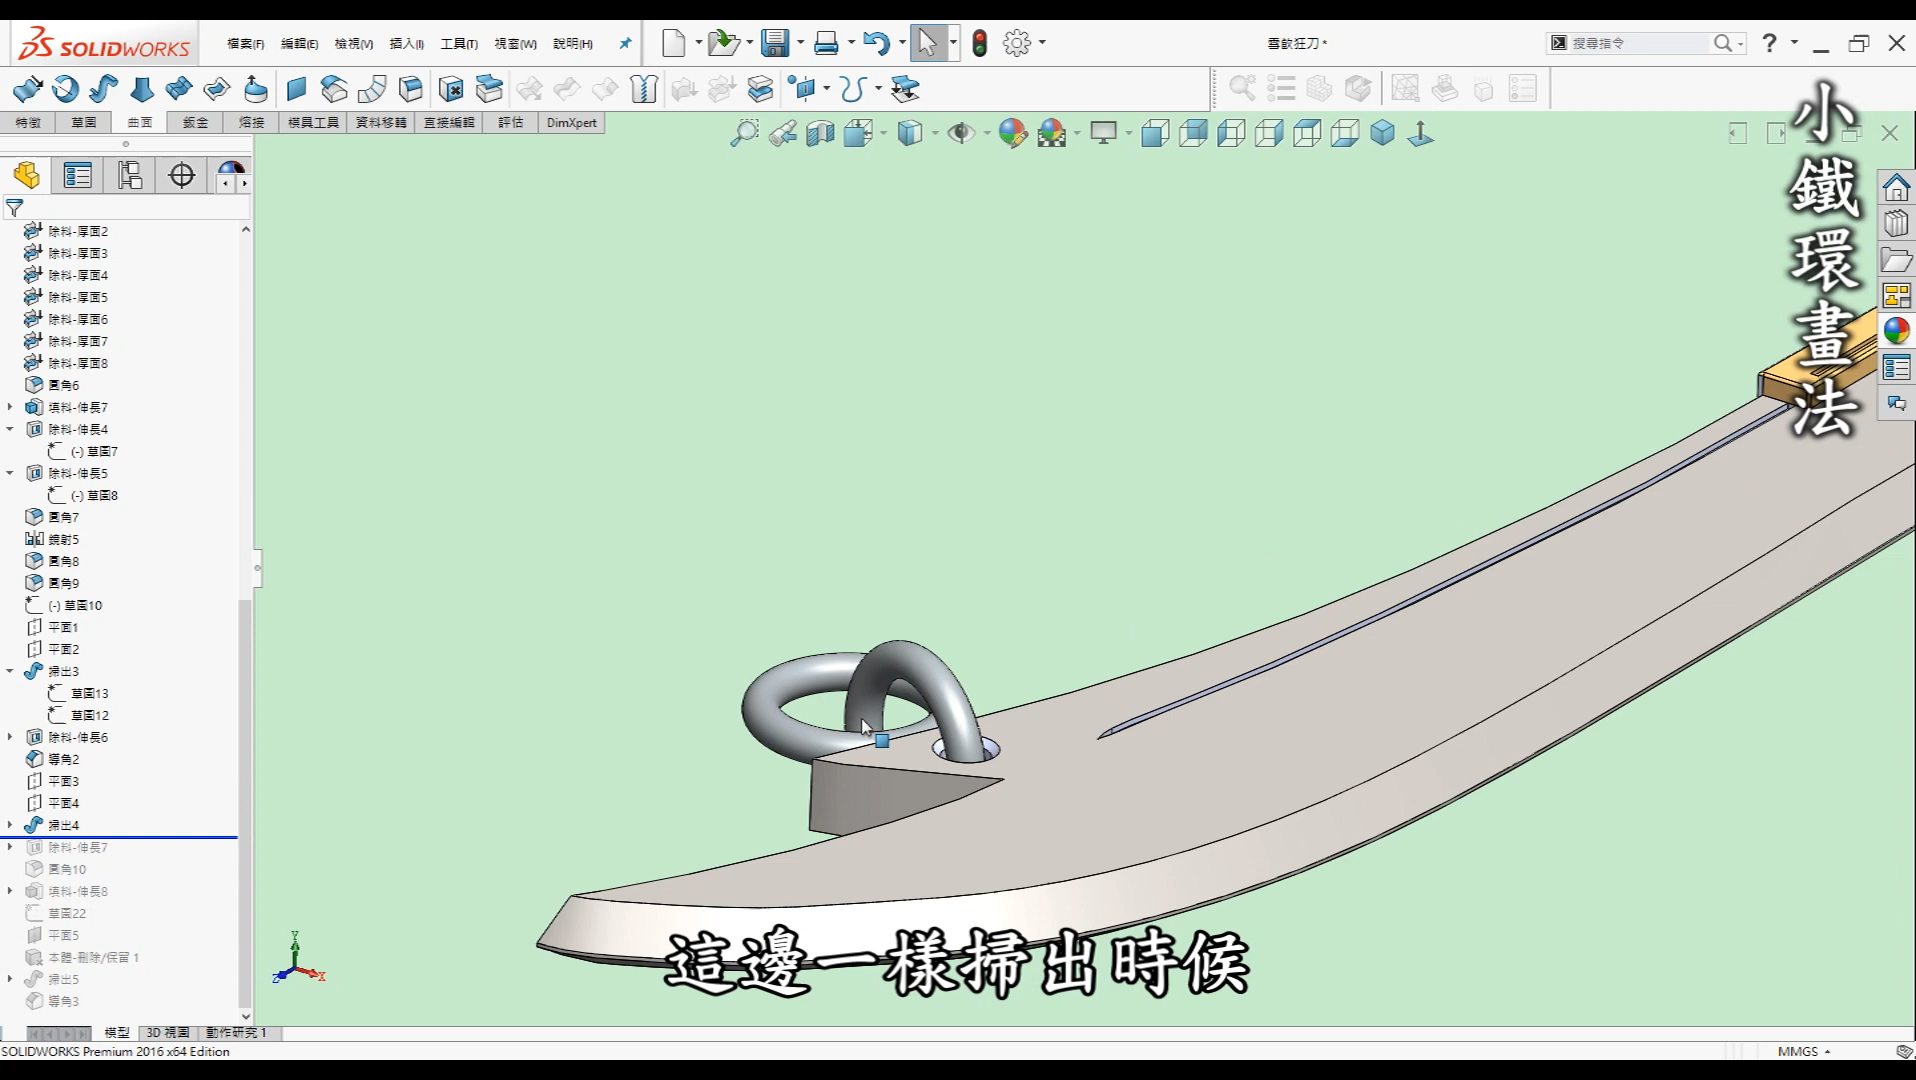 SOLIDWORKS
檔案(F) 編輯(E) 檢視(V) 插入(I) 工具(T) 視窗(W) 說明(H)
雪飲狂刀 *
搜尋指令
特徵 草圖 曲面 鈑金 熔接 模具工具 資料移轉 直接編輯 評估 DimXpert
除料-厚面2
除料-厚面3
除料-厚面4
除料-厚面5
除料-厚面6
除料-厚面7
除料-厚面8
圓角6
填料-伸長7
除料-伸長4
(-) 草圖7
除料-伸長5
(-) 草圖8
圓角7
鏡射5
圓角8
圓角9
(-) 草圖10
平面1
平面2
掃出3
草圖13
草圖12
除料-伸長6
導角2
平面3
平面4
掃出4
除料-伸長7
圓角10
填料-伸長8
草圖22
平面5
本體-刪除/保留 1
掃出5
導角3
小鐵環畫法
這邊一樣掃出時候
Y
Z
X
模型 3D 視圖 動作研究 1
SOLIDWORKS Premium 2016 x64 Edition
MMGS